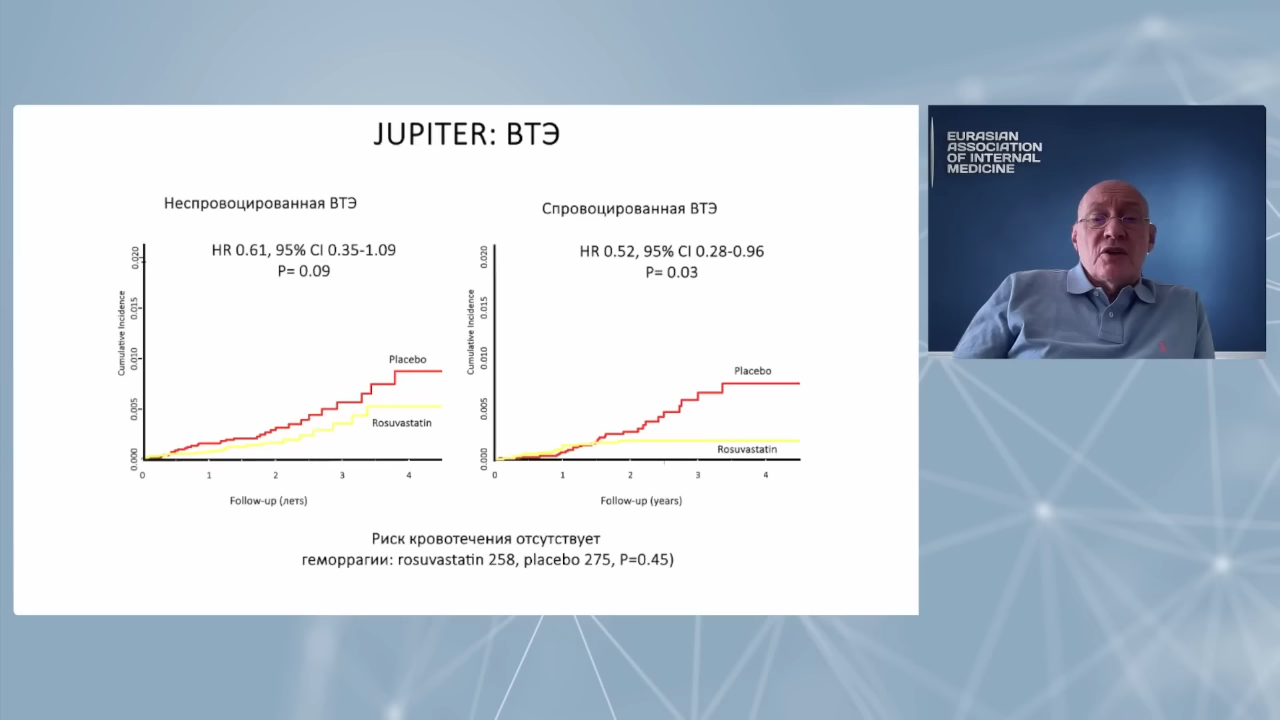 JUPITER: ВТЭ
Неспровоцированная ВТЭ
HR 0.61, 95% CI 0.35-1.09
P= 0.09
Cumulative Incidence
0.020
0.015
0.010
0.005
0.000
Placebo
Rosuvastatin
0 1 2 3 4
Follow-up (летs)
Спровоцированная ВТЭ
HR 0.52, 95% CI 0.28-0.96
P= 0.03
Cumulative Incidence
0.020
0.015
0.010
0.005
0.000
Placebo
Rosuvastatin
0 1 2 3 4
Follow-up (years)
Риск кровотечения отсутствует
геморрагии: rosuvastatin 258, placebo 275, P=0.45)
EURASIAN
ASSOCIATION
OF INTERNAL
MEDICINE